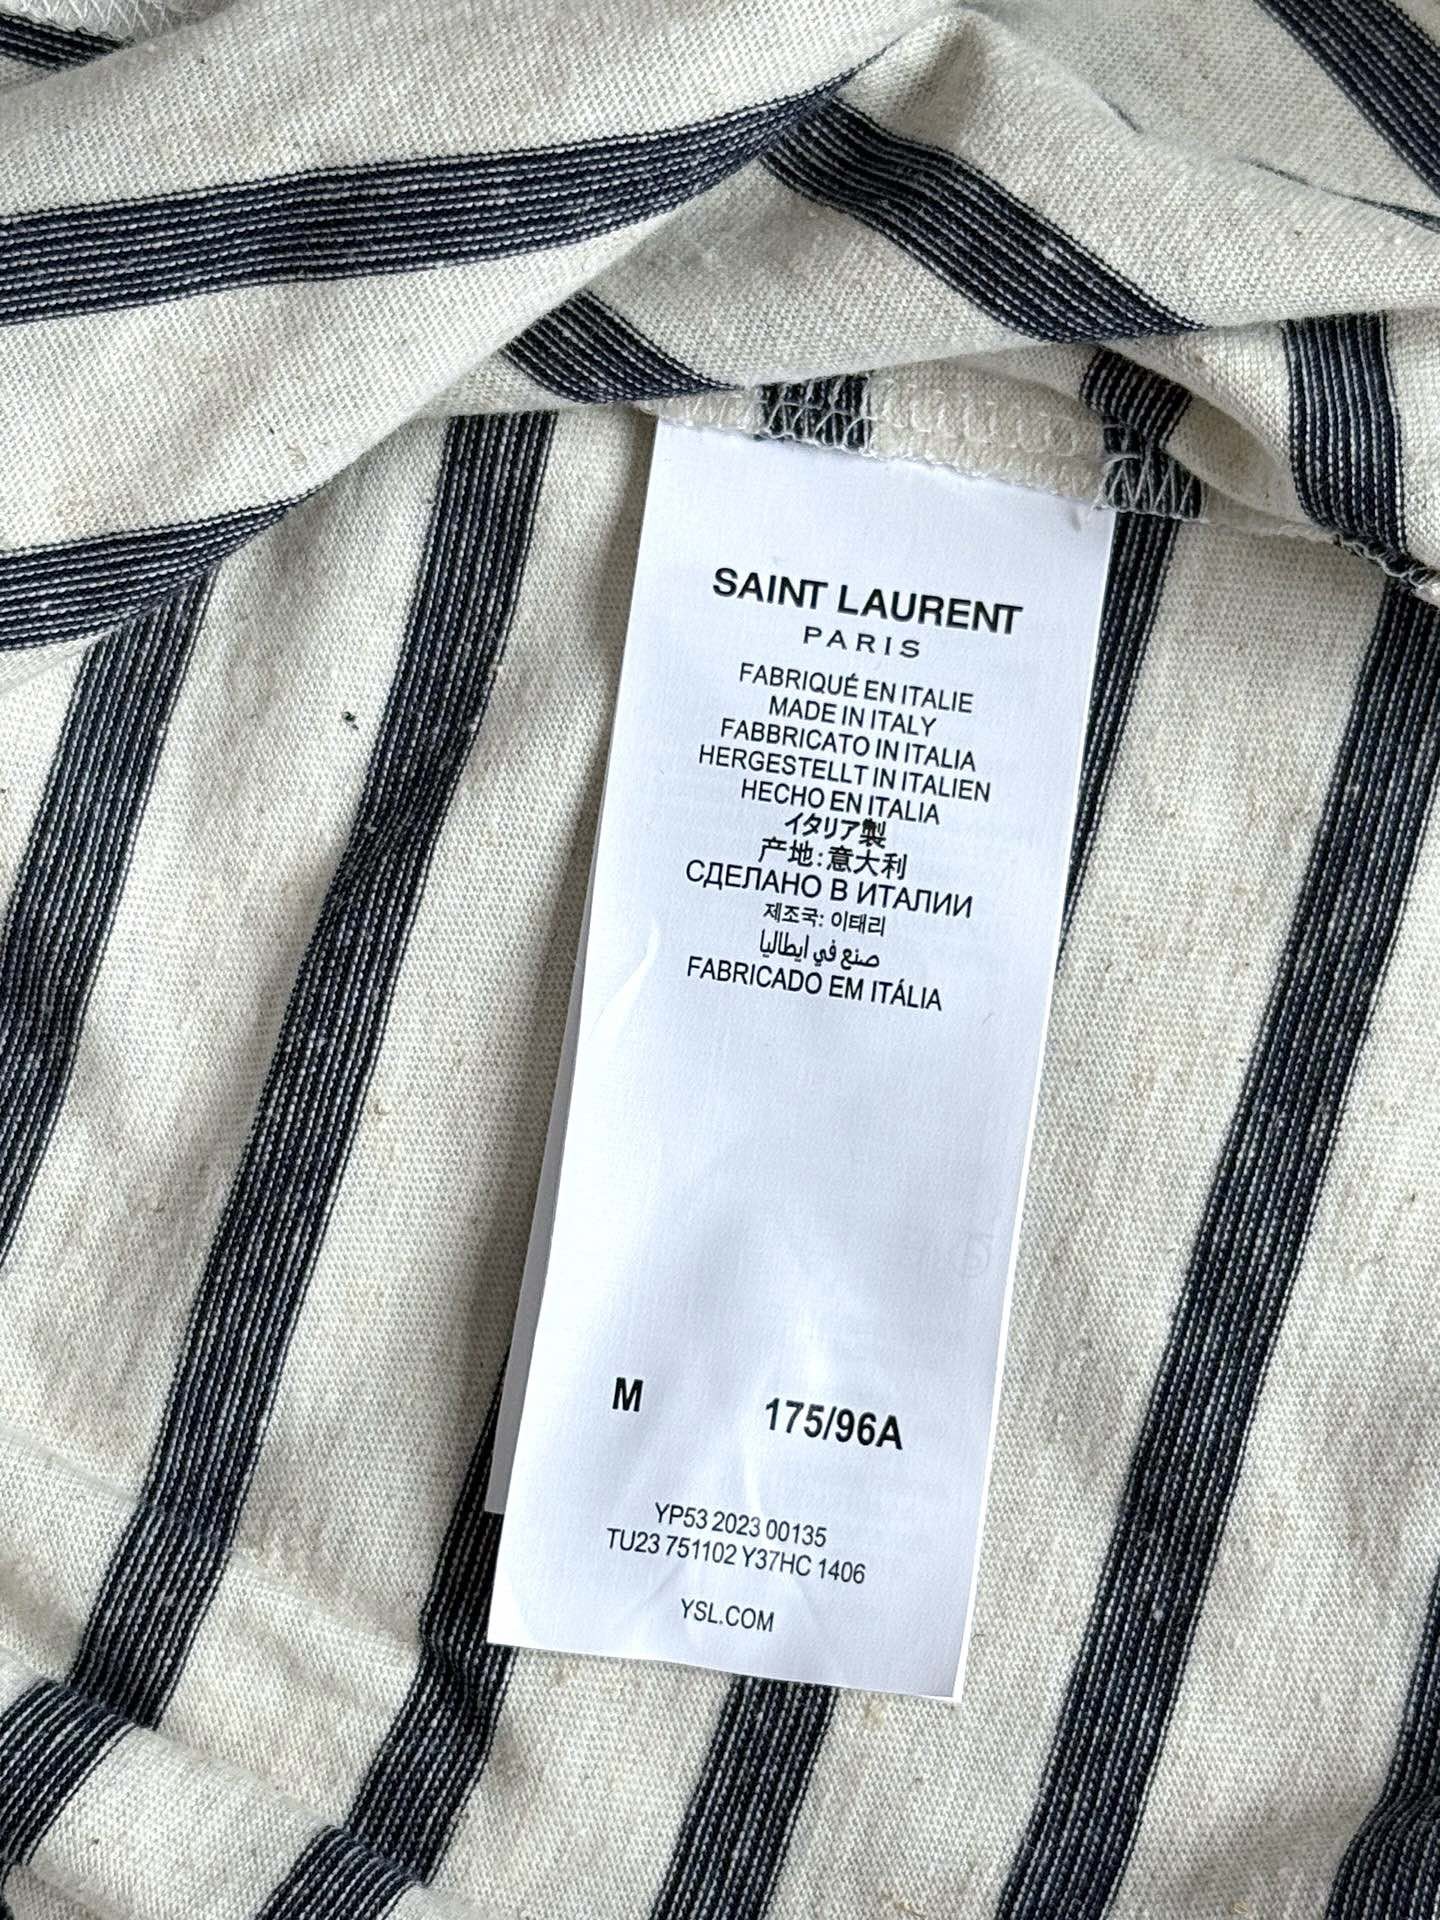 SAINT LAURENT
PARIS
FABRIQUÉ EN ITALIE
MADE IN ITALY
FABBRICATO IN ITALIA
HERGESTELLT IN ITALIEN
HECHO EN ITALIA
イタリア製
产地:意大利
СДЕЛАНО В ИТАЛИИ
제조국: 이태리
صنع في ايطاليا
FABRICADO EM ITÁLIA
M 175/96A
YP53 2023 00135
TU23 751102 Y37HC 1406
YSL.COM